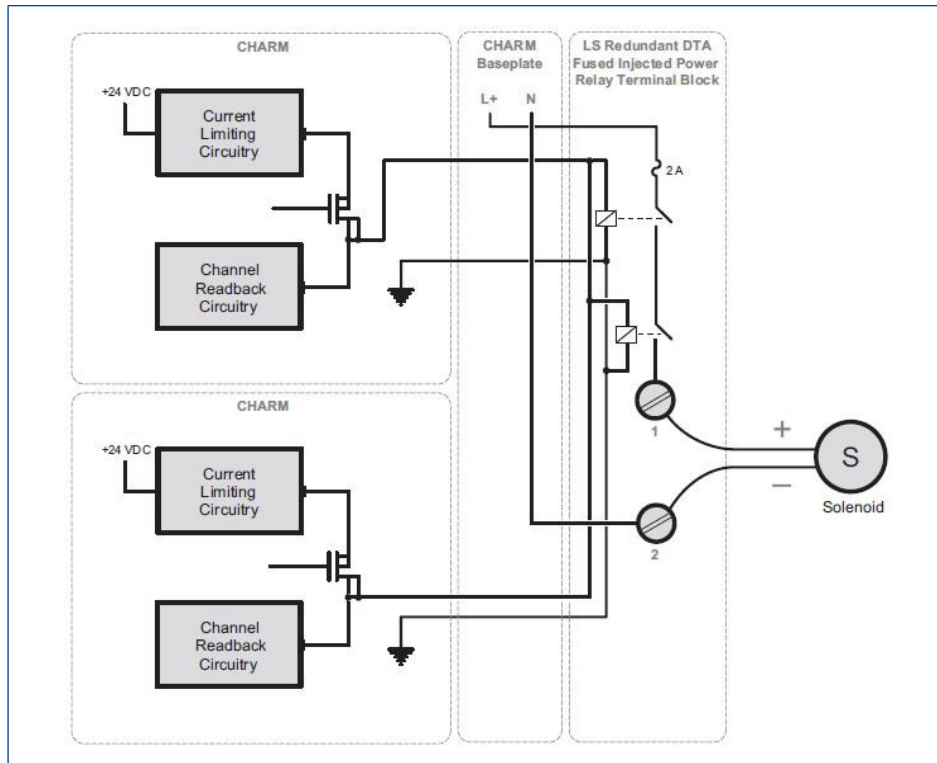 CHARM
CHARM
Baseplate
LS Redundant DTA
Fused Injected Power
Relay Terminal Block
+24 VDC
L+
N
Current
Limiting
Circuitry
2 A
Channel
Readback
Circuitry
CHARM
1
+
+24 VDC
S
Current
Limiting
Circuitry
–
Solenoid
2
Channel
Readback
Circuitry